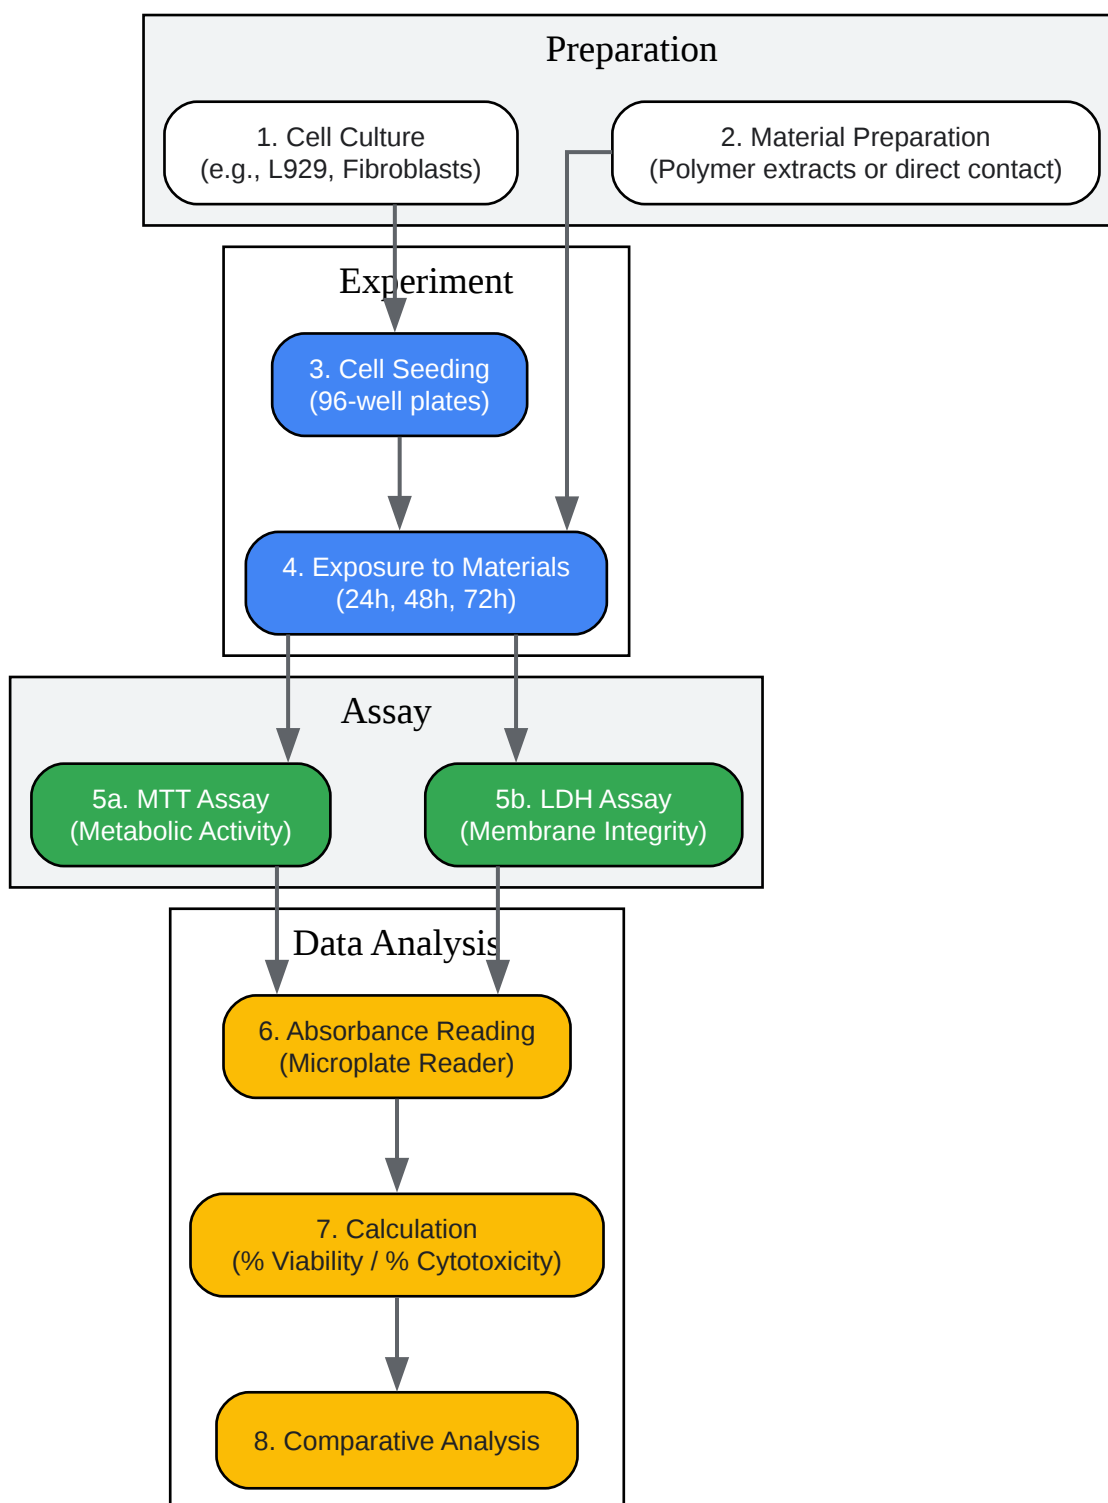 Preparation
1. Cell Culture
(e.g., L929, Fibroblasts)
2. Material Preparation
(Polymer extracts or direct contact)
Experiment
3. Cell Seeding
(96-well plates)
4. Exposure to Materials
(24h, 48h, 72h)
Assay
5a. MTT Assay
(Metabolic Activity)
5b. LDH Assay
(Membrane Integrity)
Data Analysis
6. Absorbance Reading
(Microplate Reader)
7. Calculation
(% Viability / % Cytotoxicity)
8. Comparative Analysis